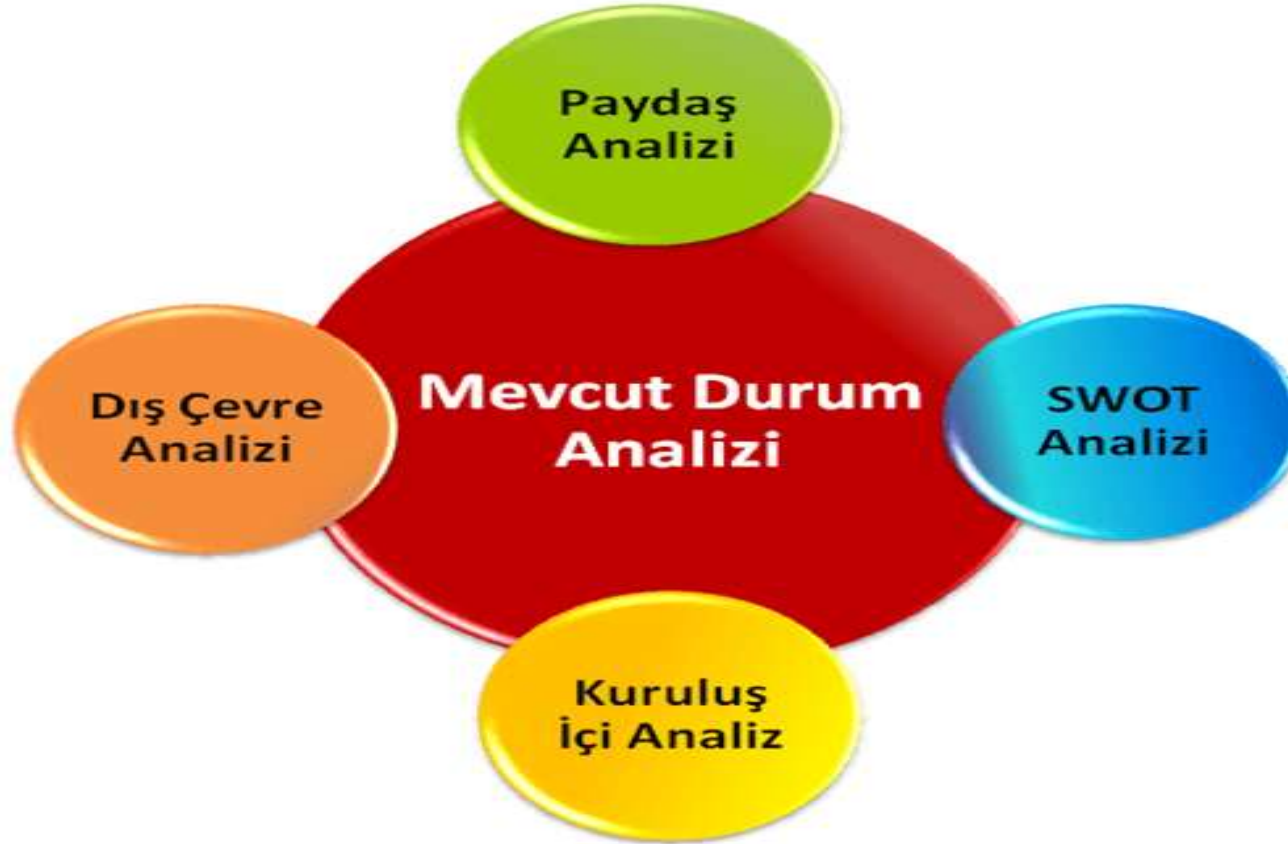 Paydaş
Analizi
Dış Çevre
Analizi
Mevcut Durum
Analizi
SWOT
Analizi
Kuruluş
İçi Analiz